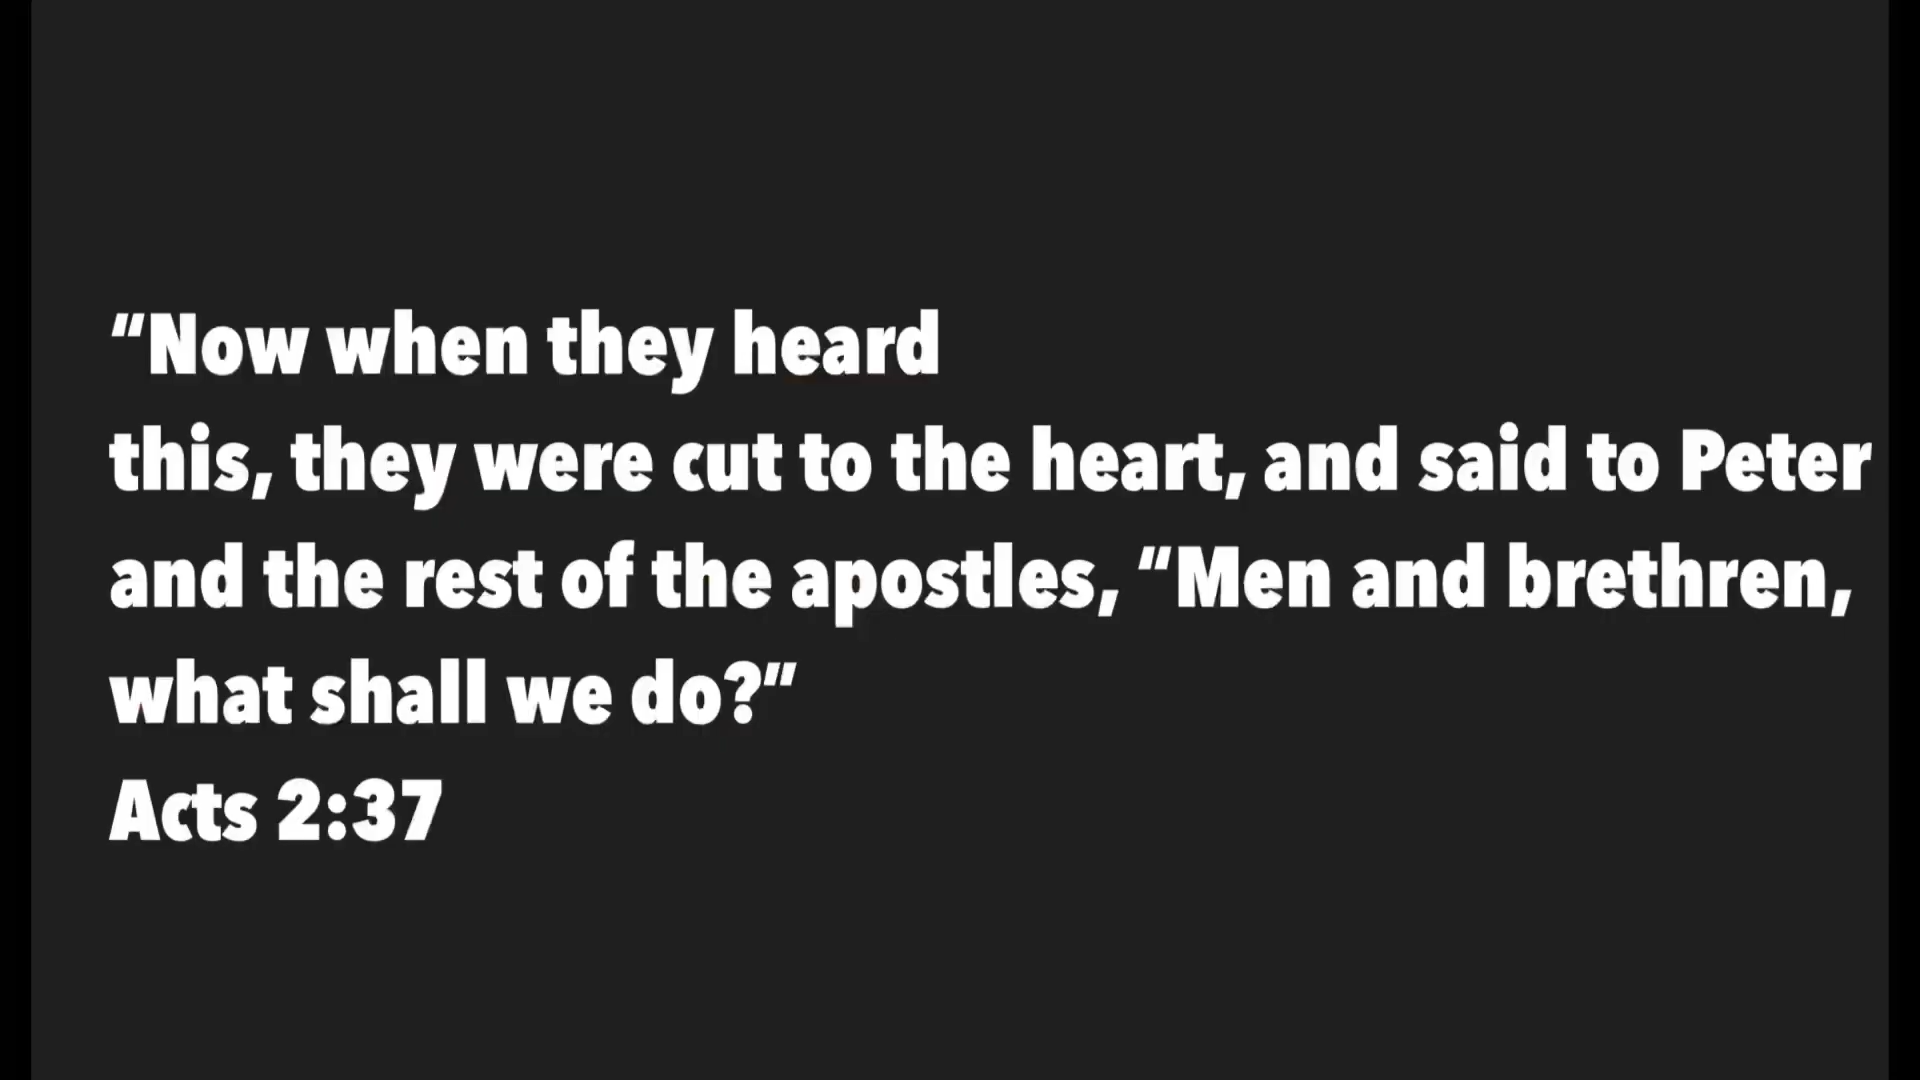 “Now when they heard
this, they were cut to the heart, and said to Peter
and the rest of the apostles, “Men and brethren,
what shall we do?”
Acts 2:37